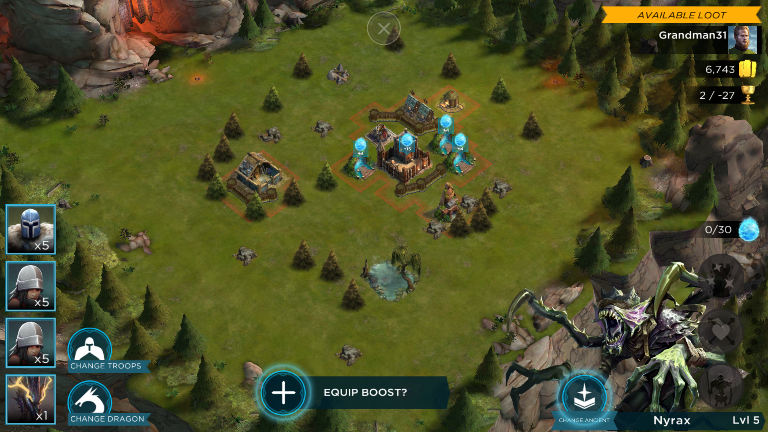 AVAILABLE LOOT
Grandman31
6,743
2 / -27
0/30
x5
x5
x5
x1
CHANGE TROOPS
CHANGE DRAGON
EQUIP BOOST?
CHANGE ANCIENT
Nyrax Lvl 5